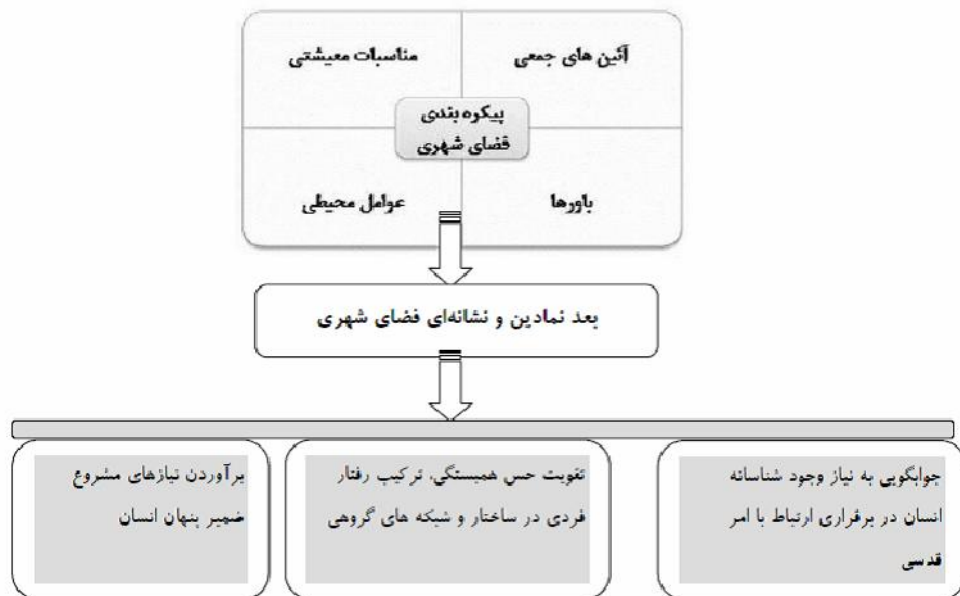 آئین های جمعی
مناسبات معیشتی
پیکره بندی
فضای شهری
باورها
عوامل محیطی
بعد نمادین و نشانه‌ای فضای شهری
جوابگویی به نیاز وجود شناسانه
انسان در برقراری ارتباط با امر
قدسی
تقویت حس همبستگی، ترکیب رفتار
فردی در ساختار و شبکه های گروهی
برآوردن نیازهای مشروع
ضمیر پنهان انسان